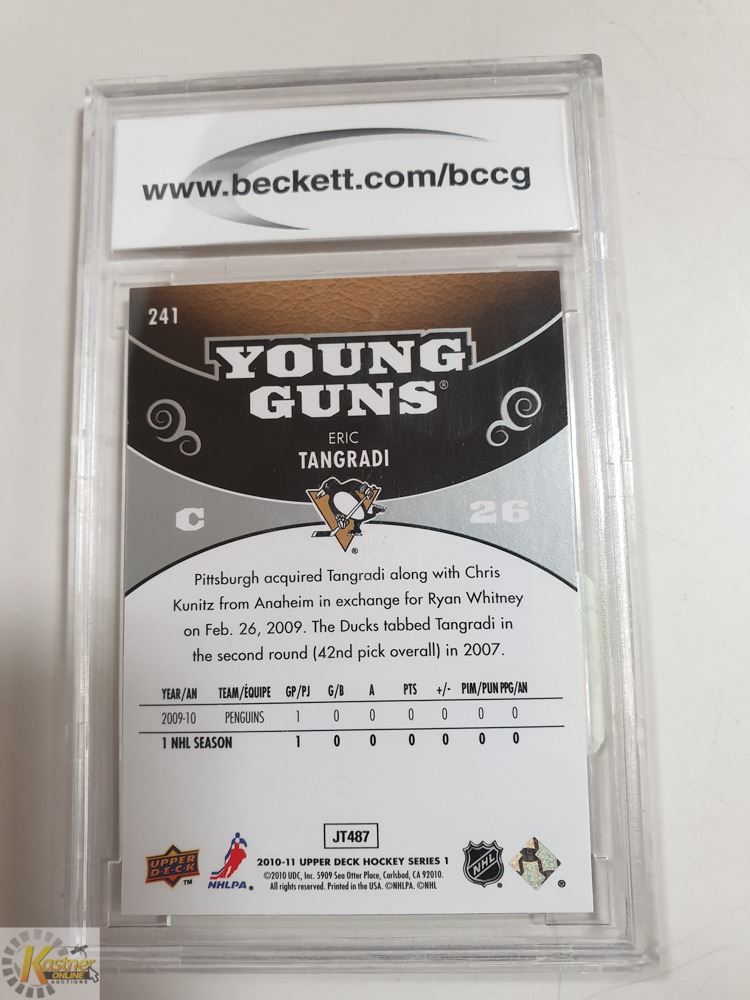 www.beckett.com/bccg
241
YOUNG
GUNS®
ERIC
TANGRADI
C
26
®
Pittsburgh acquired Tangradi along with Chris
Kunitz from Anaheim in exchange for Ryan Whitney
on Feb. 26, 2009. The Ducks tabbed Tangradi in
the second round (42nd pick overall) in 2007.
YEAR/AN TEAM/ÉQUIPE GP/PJ G/B A PTS +/- PIM/PUN PPG/AN
2009-10 PENGUINS 1 0 0 0 0 0 0
1 NHL SEASON 1 0 0 0 0 0 0
JT487
UPPER
DECK
TM
NHLPA.
2010-11 UPPER DECK HOCKEY SERIES 1
©2010 UDC, Inc. 5909 Sea Otter Place, Carlsbad, CA 92010.
All rights reserved. Printed in the USA. ©NHLPA. ©NHL
NHL
®
®
Kastner
ONLINE
AUCTIONS